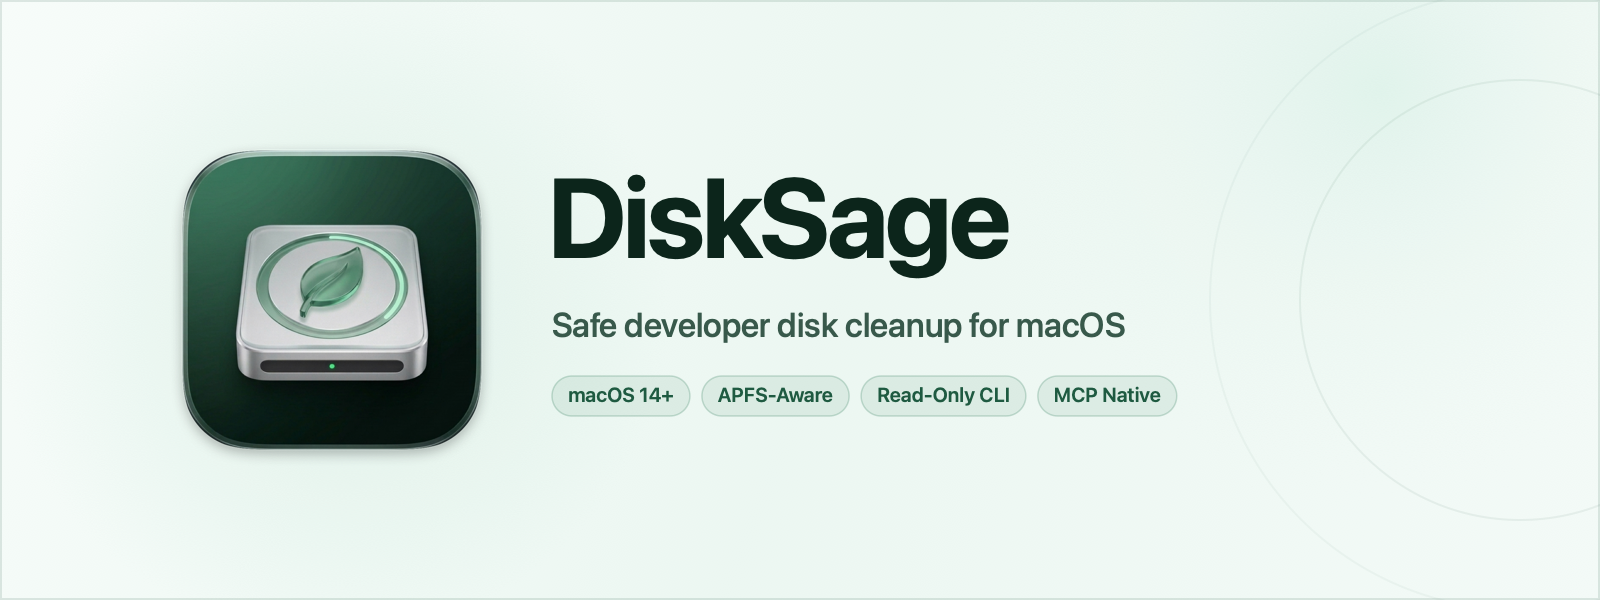 DiskSage
Safe developer disk cleanup for macOS
macOS 14+ APFS-Aware Read-Only CLI MCP Native